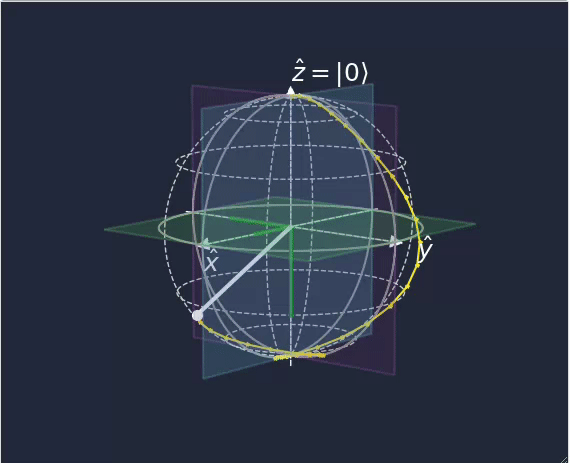 ẑ = |0⟩
ŷ
x̂